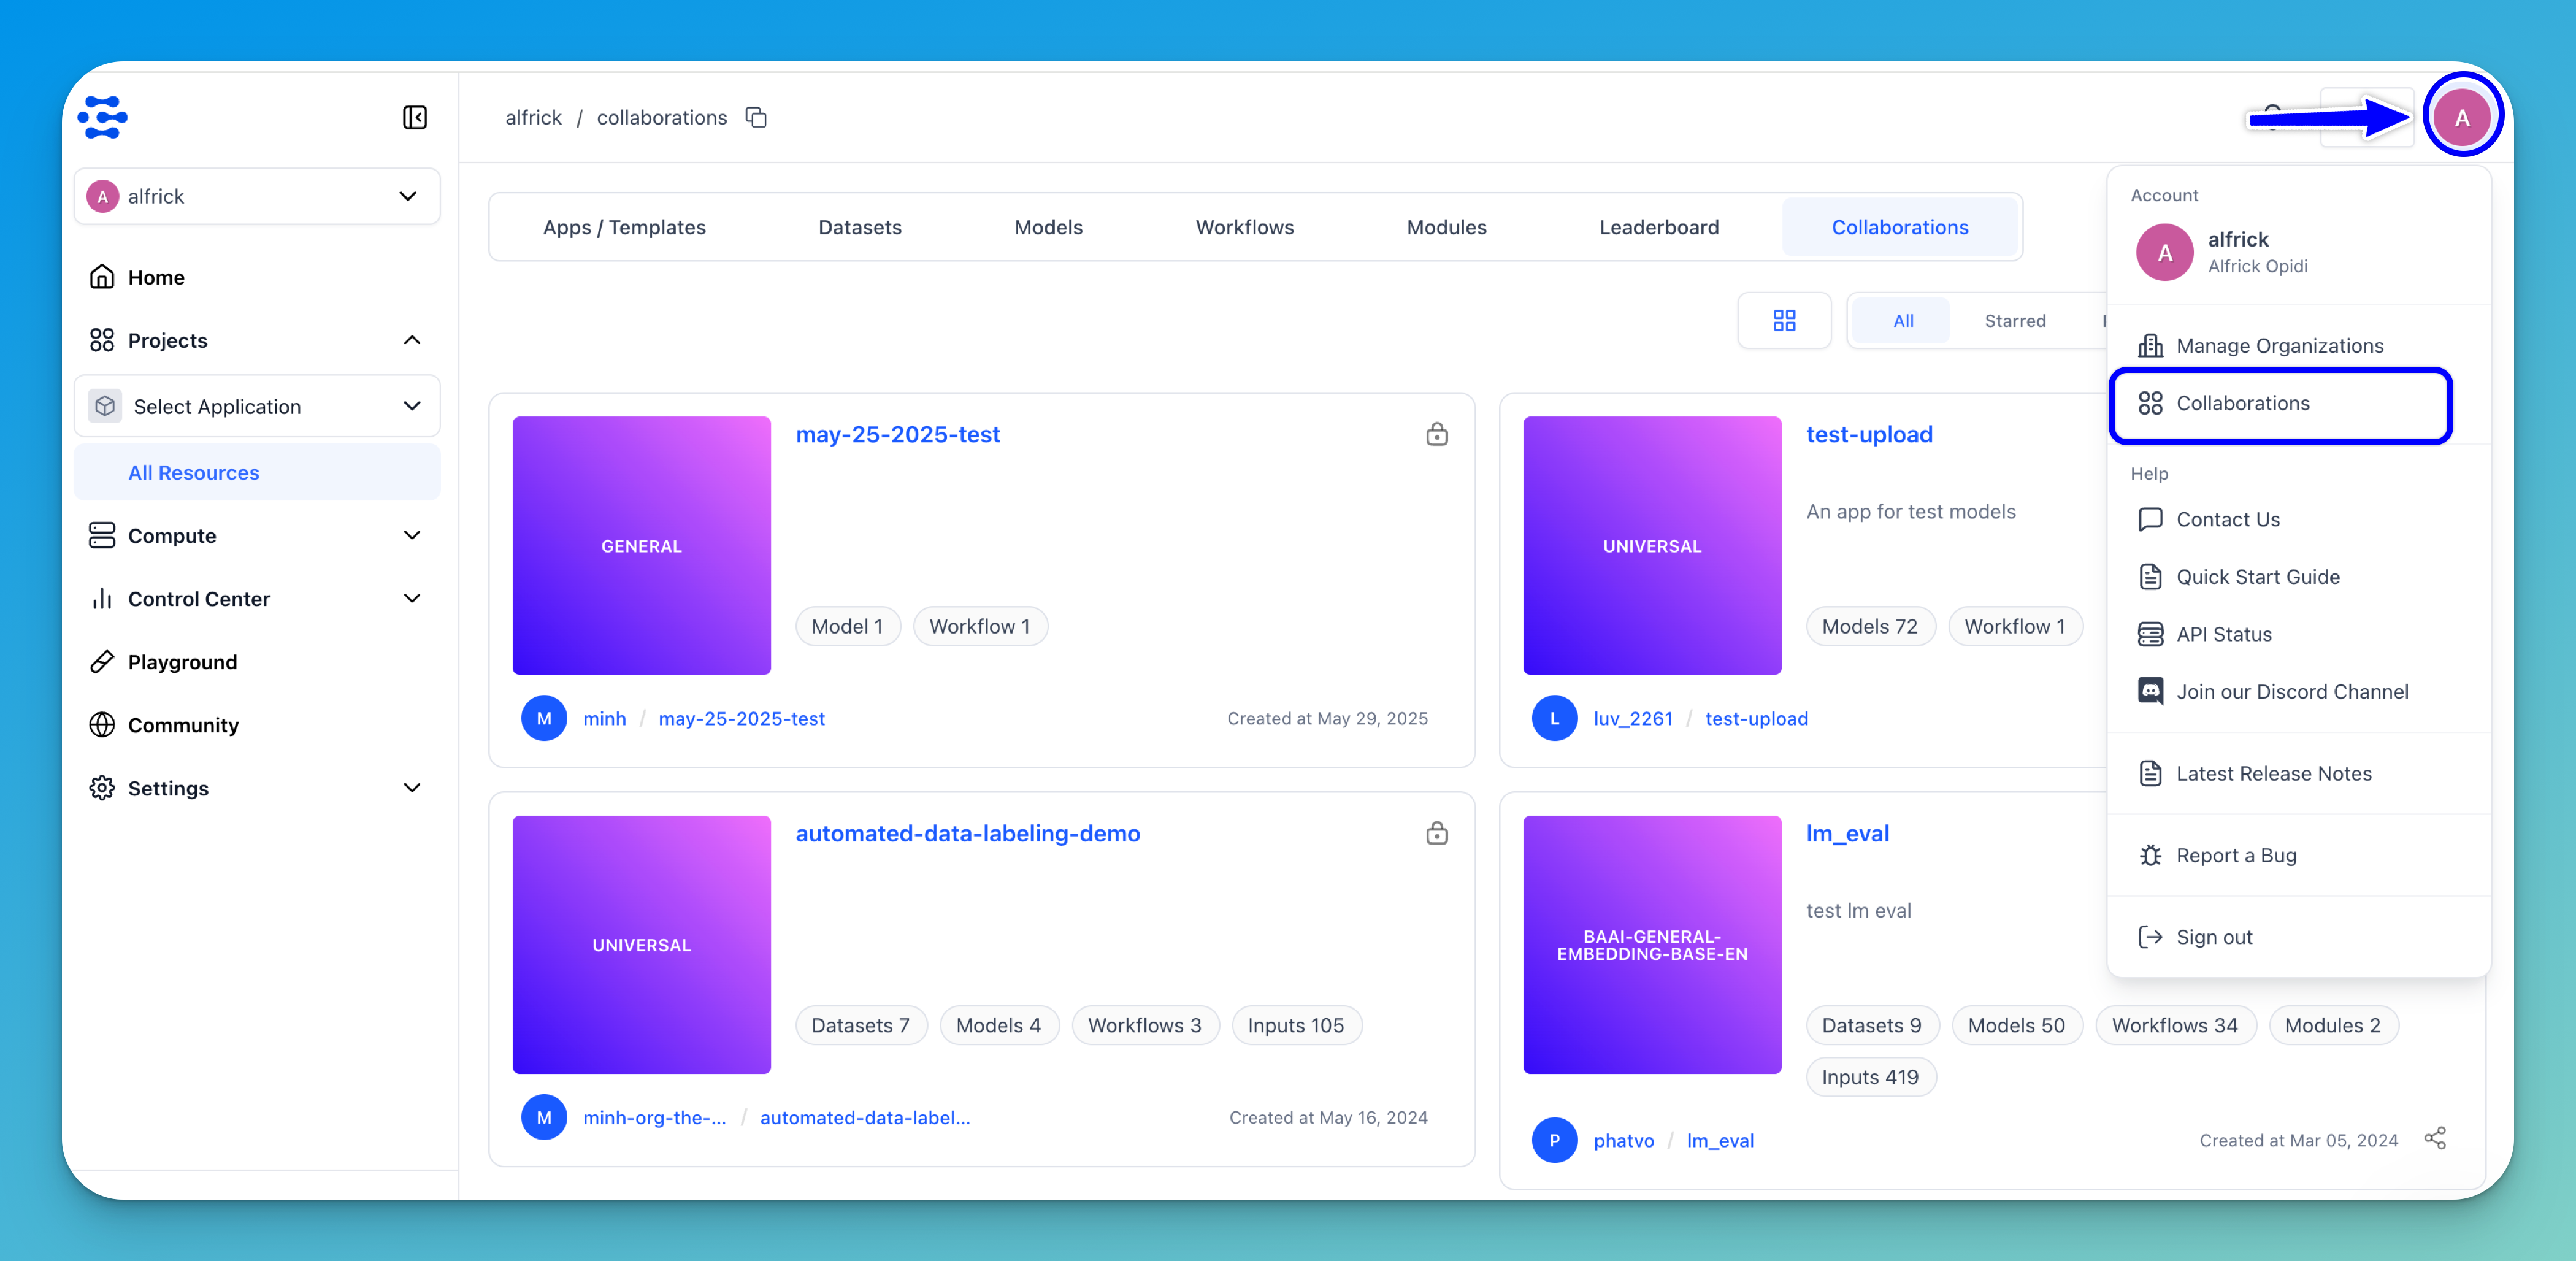 alfrick / collaborations
A
A alfrick
Home
Projects
Select Application
All Resources
Compute
Control Center
Playground
Community
Settings
Apps / Templates Datasets Models Workflows Modules Leaderboard Collaborations
All Starred
GENERAL
may-25-2025-test
Model 1 Workflow 1
M minh / may-25-2025-test Created at May 29, 2025
UNIVERSAL
test-upload
An app for test models
Models 72 Workflow 1
L luv_2261 / test-upload
UNIVERSAL
automated-data-labeling-demo
Datasets 7 Models 4 Workflows 3 Inputs 105
M minh-org-the-... / automated-data-label... Created at May 16, 2024
BAAI-GENERAL-
EMBEDDING-BASE-EN
lm_eval
test lm eval
Datasets 9 Models 50 Workflows 34 Modules 2
Inputs 419
P phatvo / lm_eval Created at Mar 05, 2024
Account
A alfrick
Alfrick Opidi
Manage Organizations
Collaborations
Help
Contact Us
Quick Start Guide
API Status
Join our Discord Channel
Latest Release Notes
Report a Bug
Sign out